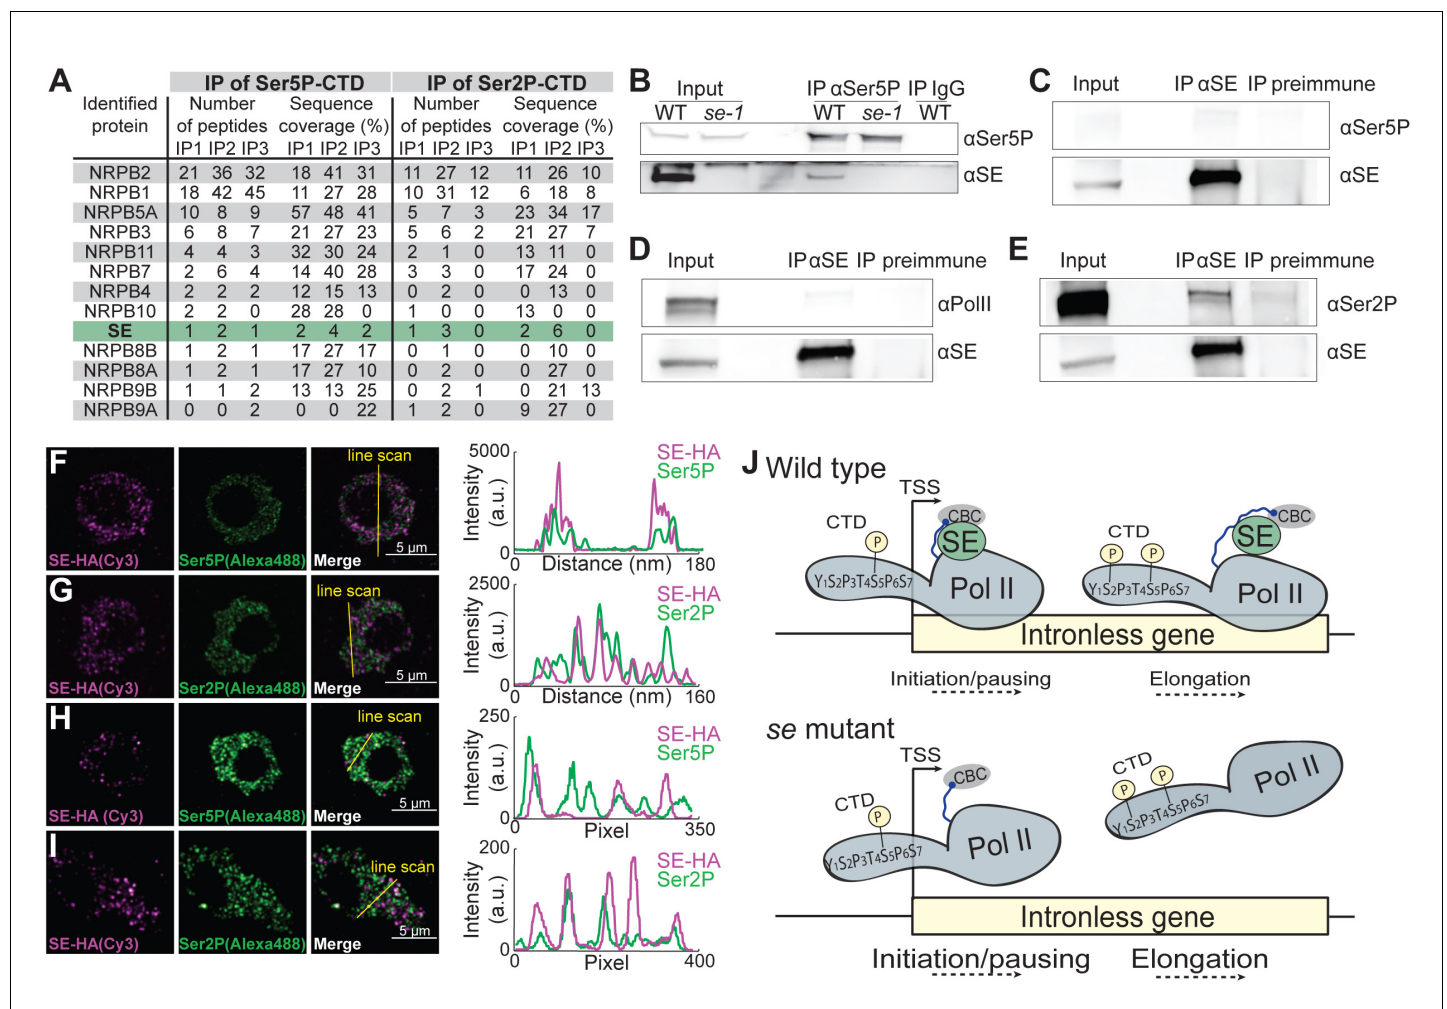 A
IP of Ser5P-CTD IP of Ser2P-CTD
Identified protein Number of peptides Sequence coverage (%) Number of peptides Sequence coverage (%)
IP1 IP2 IP3 IP1 IP2 IP3 IP1 IP2 IP3 IP1 IP2 IP3
NRPB2 21 36 32 18 41 31 11 27 12 11 26 10
NRPB1 18 42 45 11 27 28 10 31 12 6 18 8
NRPB5A 10 8 9 57 48 41 5 7 3 23 34 17
NRPB3 6 8 7 21 27 23 5 6 2 21 27 7
NRPB11 4 4 3 32 30 24 2 1 0 13 11 0
NRPB7 2 6 4 14 40 28 3 3 0 17 24 0
NRPB4 2 2 2 12 15 13 0 2 0 0 13 0
NRPB10 2 2 0 28 28 0 1 0 0 13 0 0
SE 1 2 1 2 4 2 1 3 0 2 6 0
NRPB8B 1 2 1 17 27 17 0 1 0 0 10 0
NRPB8A 1 2 1 17 27 10 0 2 0 0 27 0
NRPB9B 1 1 2 13 13 25 0 2 1 0 21 13
NRPB9A 0 0 2 0 0 22 1 2 0 9 27 0
B
Input IP αSer5P IP IgG
WT se-1 WT se-1 WT
αSer5P
αSE
C
Input IP αSE IP preimmune
αSer5P
αSE
D
Input IP αSE IP preimmune
αPolII
αSE
E
Input IP αSE IP preimmune
αSer2P
αSE
F
SE-HA(Cy3) Ser5P(Alexa488) Merge
line scan
5 µm
5000
Intensity (a.u.)
0
0 Distance (nm) 180
SE-HA
Ser5P
G
SE-HA(Cy3) Ser2P(Alexa488) Merge
line scan
5 µm
2500
Intensity (a.u.)
0
0 Distance (nm) 160
SE-HA
Ser2P
H
SE-HA (Cy3) Ser5P(Alexa488) Merge
line scan
5 µm
250
Intensity (a.u.)
0
0 Pixel 350
SE-HA
Ser5P
I
SE-HA(Cy3) Ser2P(Alexa488) Merge
line scan
5 µm
200
Intensity (a.u.)
0
0 Pixel 400
SE-HA
Ser2P
J Wild type
TSS
CTD
P
Y1S2P3T4S5P6S7
CBC
SE
Pol II
CTD
P P
Y1S2P3T4S5P6S7
CBC
SE
Pol II
Intronless gene
Initiation/pausing Elongation
se mutant
TSS
CTD
P
Y1S2P3T4S5P6S7
CBC
Pol II
CTD
P P
Y1S2P3T4S5P6S7
Pol II
Intronless gene
Initiation/pausing Elongation